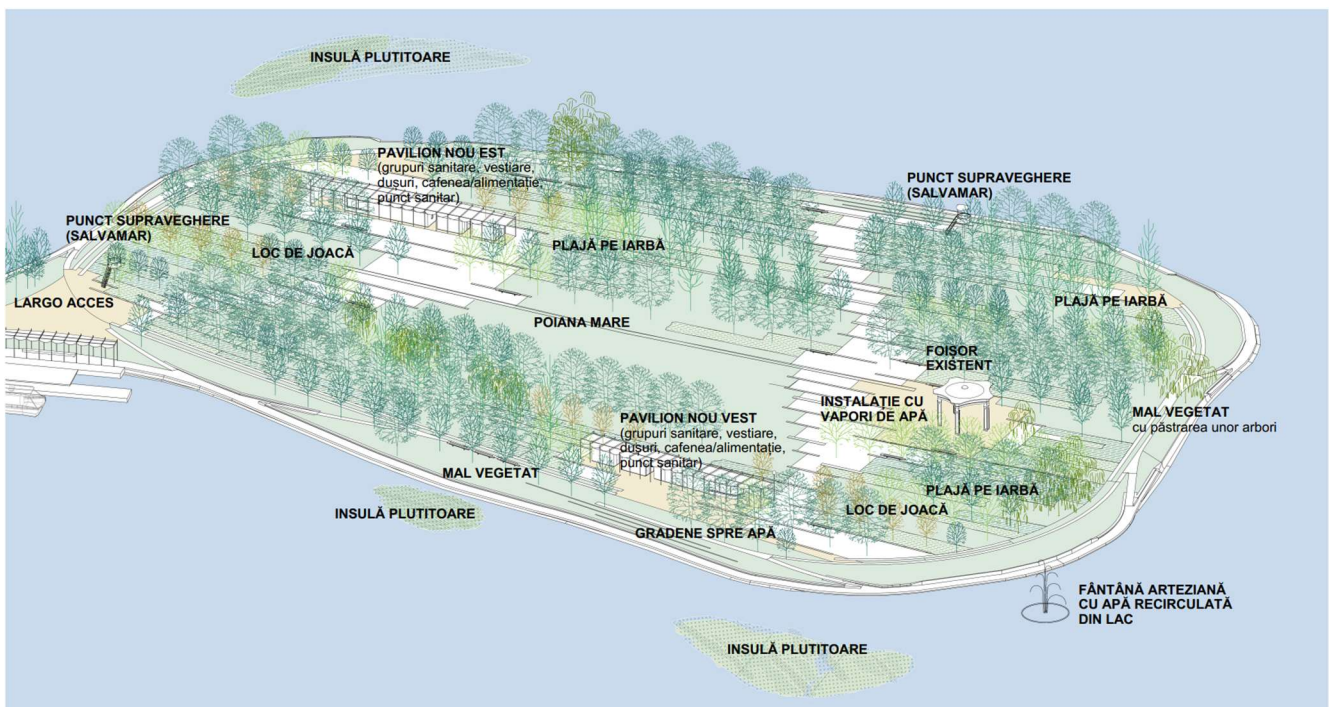 INSULĂ PLUTITOARE
PAVILION NOU EST
(grupuri sanitare, vestiare,
dușuri, cafenea/alimentație,
punct sanitar)
PUNCT SUPRAVEGHERE
(SALVAMAR)
PUNCT SUPRAVEGHERE
(SALVAMAR)
LOC DE JOACĂ
PLAJĂ PE IARBĂ
LARGO ACCES
PLAJĂ PE IARBĂ
POIANA MARE
FOIȘOR
EXISTENT
INSTALAȚIE CU
VAPORI DE APĂ
MAL VEGETAT
cu păstrarea unor arbori
PAVILION NOU VEST
(grupuri sanitare, vestiare,
dușuri, cafenea/alimentație,
punct sanitar)
MAL VEGETAT
PLAJĂ PE IARBĂ
INSULĂ PLUTITOARE
LOC DE JOACĂ
GRADENE SPRE APĂ
FÂNTÂNĂ ARTEZIANĂ
CU APĂ RECIRCULATĂ
DIN LAC
INSULĂ PLUTITOARE